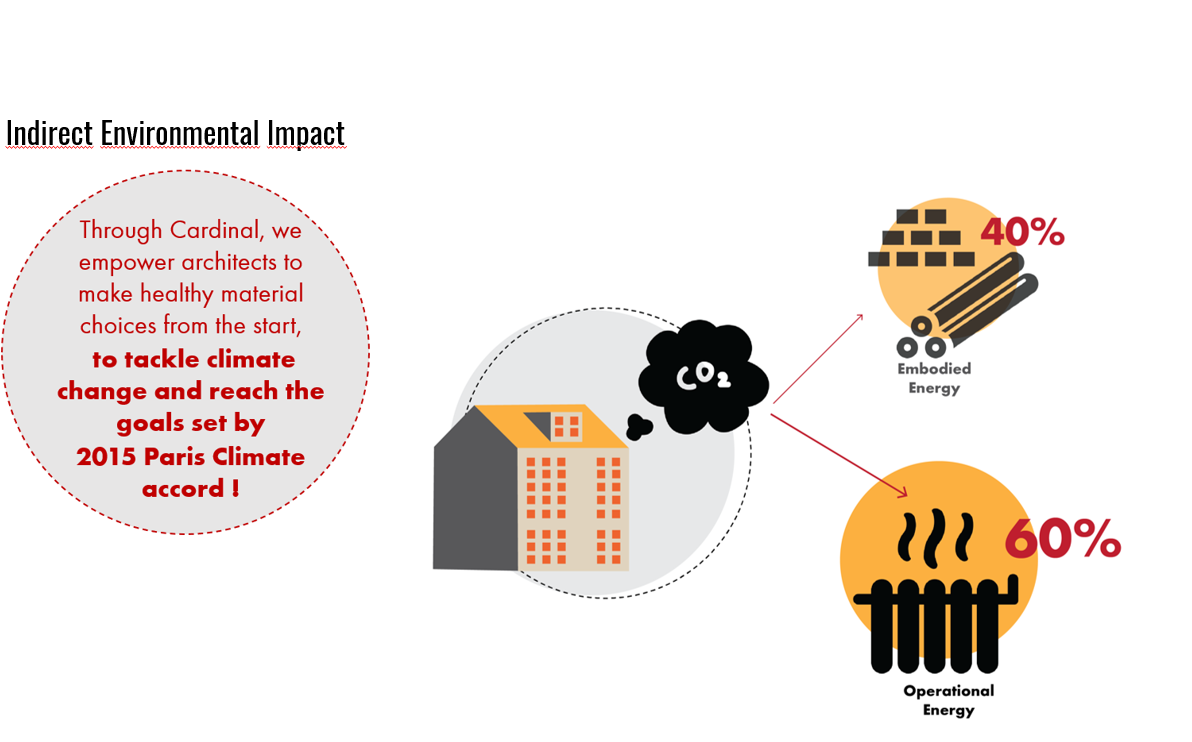 Indirect Environmental Impact
Through Cardinal, we
empower architects to
make healthy material
choices from the start,
to tackle climate
change and reach the
goals set by
2015 Paris Climate
accord !
CO2
40%
Embodied
Energy
60%
Operational
Energy